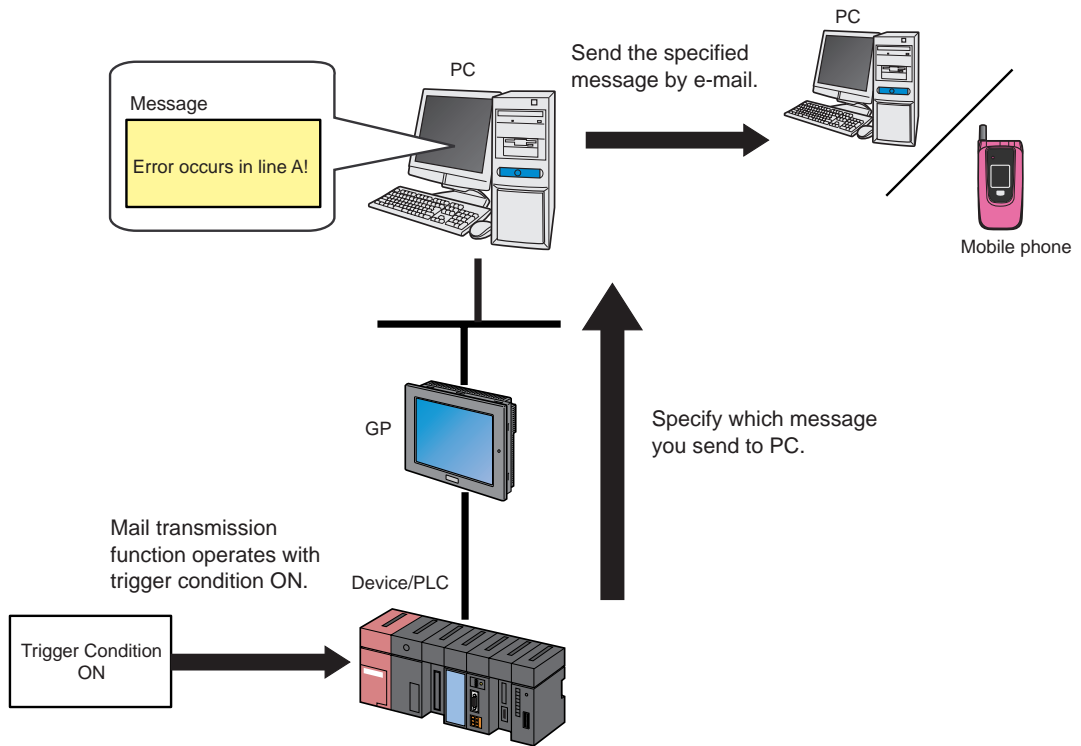 PC
Send the specified
message by e-mail.
PC
Message
Error occurs in line A!
Mobile phone
GP
Specify which message
you send to PC.
Mail transmission
function operates with
trigger condition ON.
Device/PLC
Trigger Condition
ON